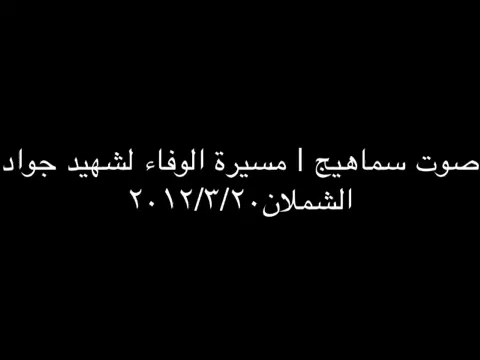 صوت سماهيج | مسيرة الوفاء لشهيد جواد
الشملان٢٠١٢/٣/٢٠